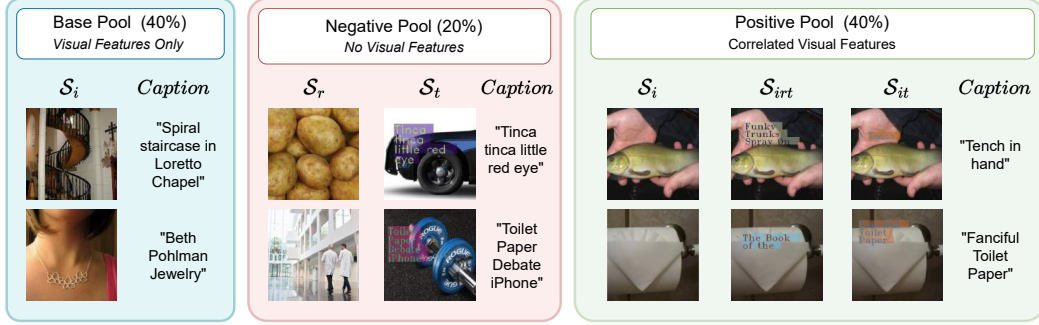 Base Pool (40%)
Visual Features Only
𝒮ᵢ
Caption
"Spiral
staircase in
Loretto
Chapel"
"Beth
Pohlman
Jewelry"
Negative Pool (20%)
No Visual Features
𝒮ᵣ
𝒮ₜ
Caption
Tinca
tinca
little red
eye
"Tinca
tinca little
red eye"
Toilet
Paper
Debate
iPhone
ROGUE
"Toilet
Paper
Debate
iPhone"
Positive Pool (40%)
Correlated Visual Features
𝒮ᵢ
𝒮ᵢᵣₜ
𝒮ᵢₜ
Caption
Funky
Trunks
Spray On
"Tench in
hand"
The Book
of the
Toilet
Paper
"Fanciful
Toilet
Paper"